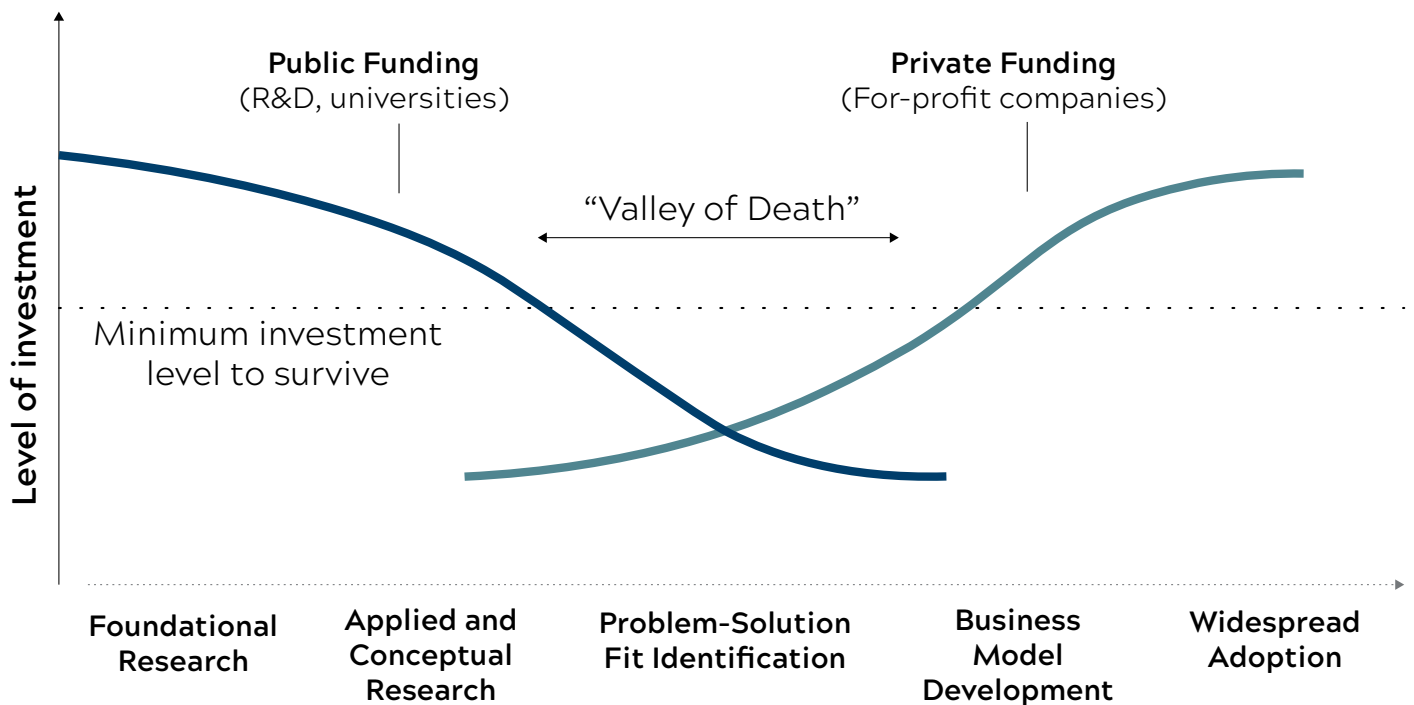 Public Funding
(R&D, universities)
Private Funding
(For-profit companies)
“Valley of Death”
Level of investment
Minimum investment
level to survive
Foundational
Research
Applied and
Conceptual
Research
Problem-Solution
Fit Identification
Business
Model
Development
Widespread
Adoption